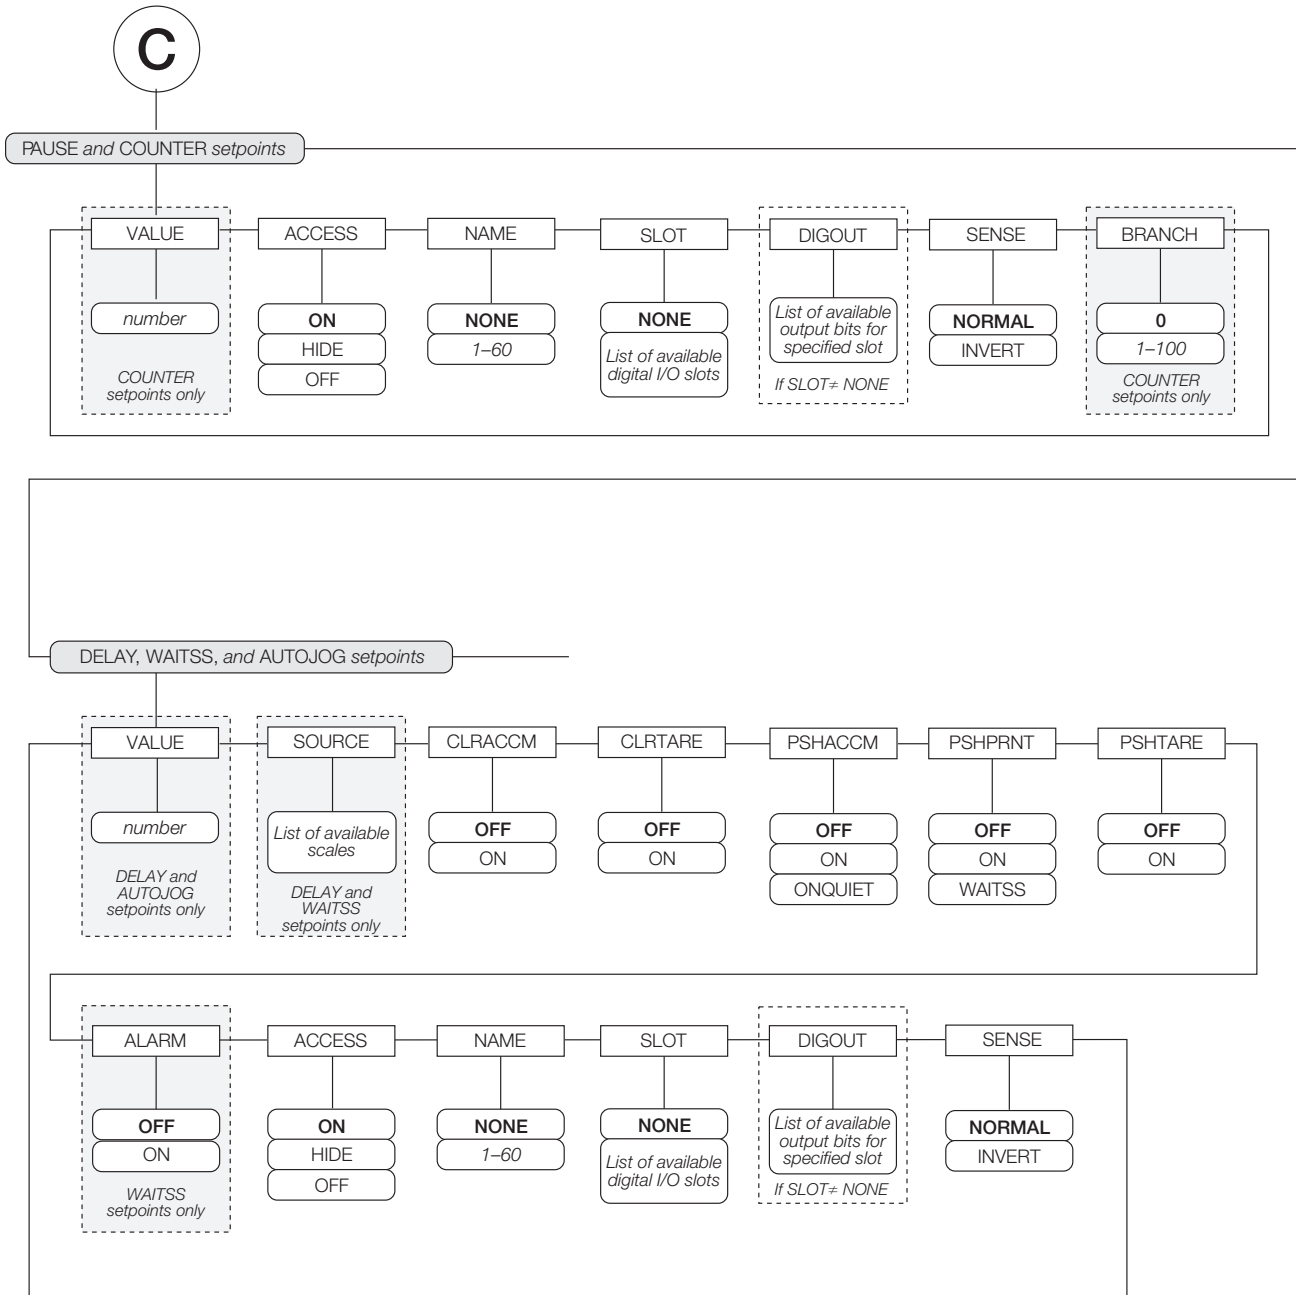 C
PAUSE and COUNTER setpoints
VALUE
ACCESS
NAME
SLOT
DIGOUT
SENSE
BRANCH
number
COUNTER
setpoints only
ON
HIDE
OFF
NONE
1–60
NONE
List of available
digital I/O slots
List of available
output bits for
specified slot
If SLOT≠ NONE
NORMAL
INVERT
0
1–100
COUNTER
setpoints only
DELAY, WAITSS, and AUTOJOG setpoints
VALUE
SOURCE
CLRACCM
CLRTARE
PSHACCM
PSHPRNT
PSHTARE
number
DELAY and
AUTOJOG
setpoints only
List of available
scales
DELAY and
WAITSS
setpoints only
OFF
ON
OFF
ON
OFF
ON
ONQUIET
OFF
ON
WAITSS
OFF
ON
ALARM
ACCESS
NAME
SLOT
DIGOUT
SENSE
OFF
ON
WAITSS
setpoints only
ON
HIDE
OFF
NONE
1–60
NONE
List of available
digital I/O slots
List of available
output bits for
specified slot
If SLOT≠ NONE
NORMAL
INVERT